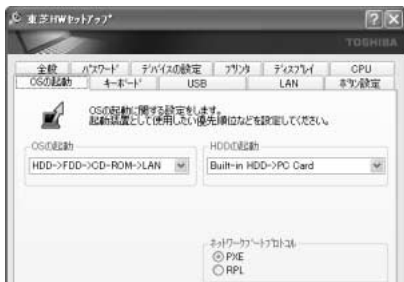 東芝HWセットアップ
TOSHIBA
全般 パスワード デバイスの設定 プリンタ ディスプレイ CPU
OSの起動 キーボード USB LAN ボタン設定
OSの起動に関する設定をします。
起動装置として使用したい優先順位などを設定してください。
OSの起動 HDDの起動
HDD->FDD->CD-ROM->LAN Built-in HDD->PC Card
ネットワークブートプロトコル
PXE
RPL